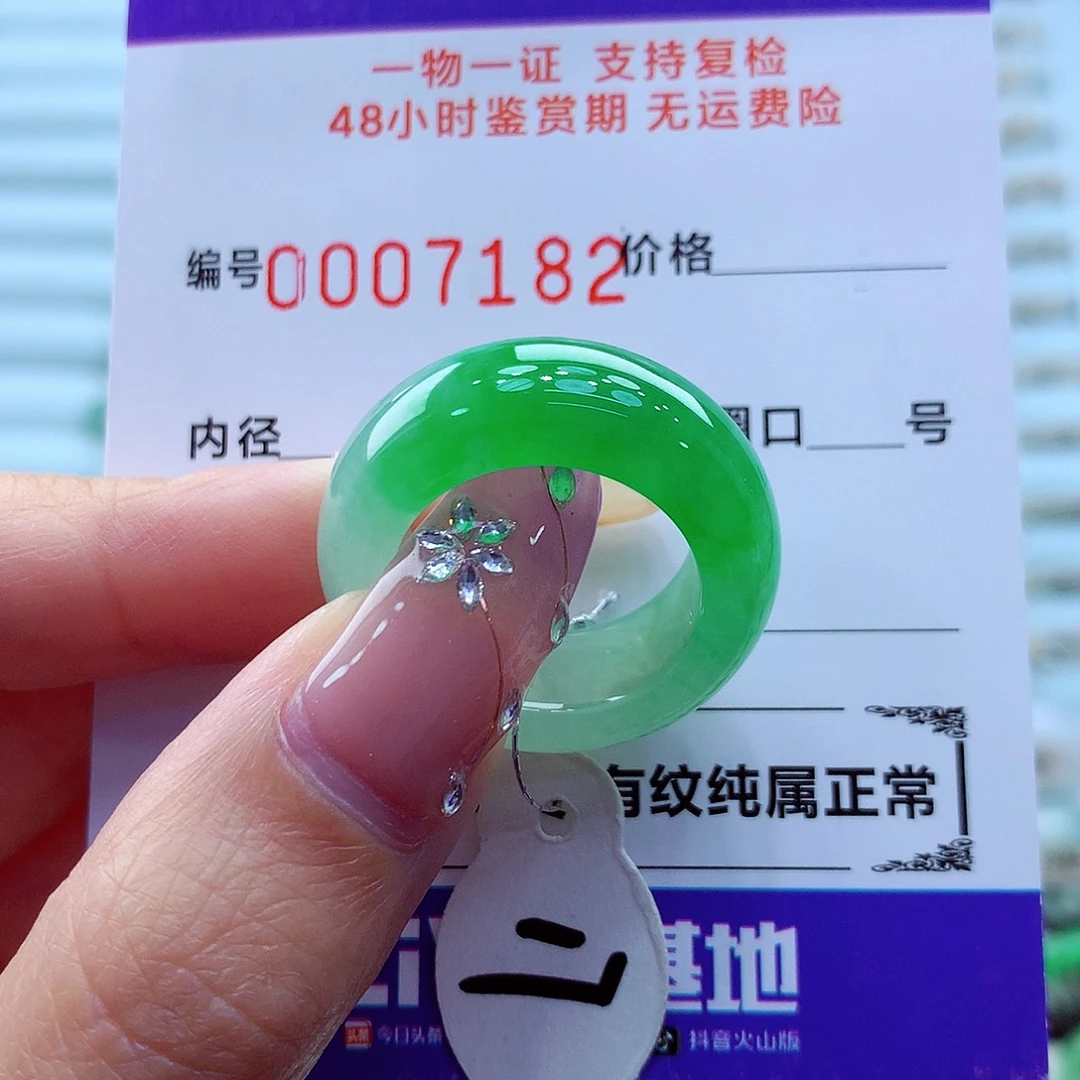 一物一证 支持复检
48小时鉴赏期 无运费险
编号0007182价格
内径 口 号
有纹纯属正常
基地
今日头条 抖音火山版